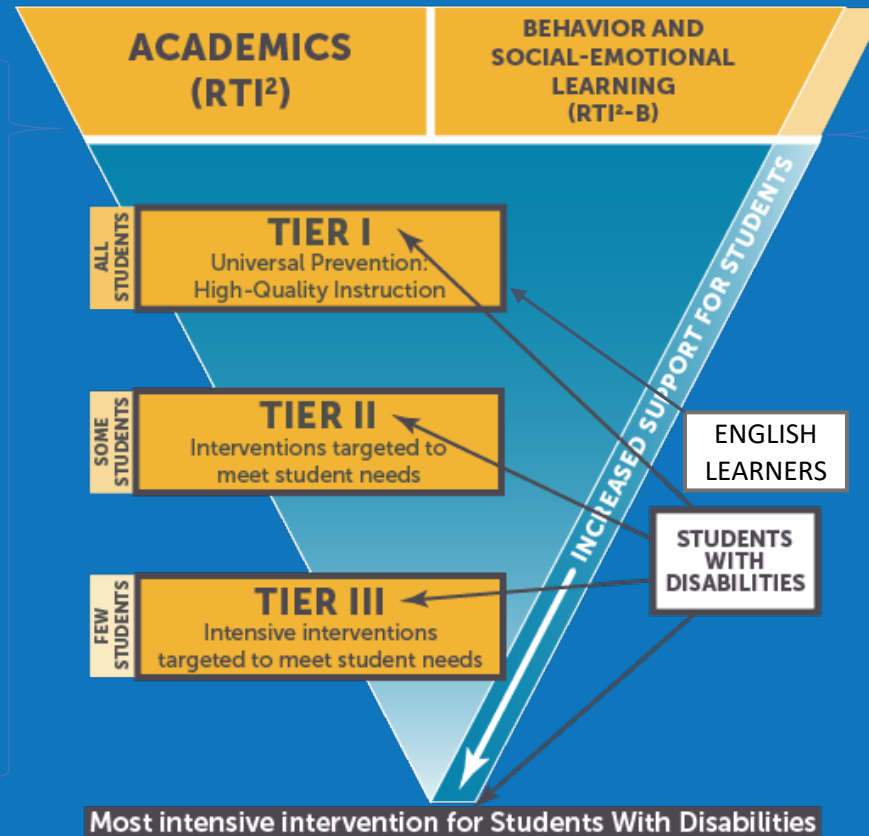 ACADEMICS
(RTI²)
BEHAVIOR AND
SOCIAL-EMOTIONAL
LEARNING
(RTI²-B)
ALL
STUDENTS
TIER I
Universal Prevention:
High-Quality Instruction
SOME
STUDENTS
TIER II
Interventions targeted to
meet student needs
FEW
STUDENTS
TIER III
Intensive interventions
targeted to meet student needs
INCREASED SUPPORT FOR STUDENTS
ENGLISH
LEARNERS
STUDENTS
WITH
DISABILITIES
Most intensive intervention for Students With Disabilities